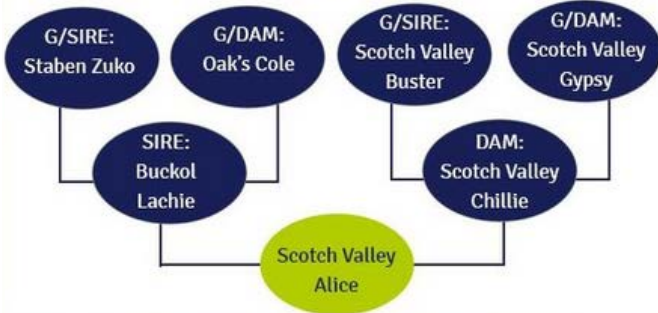 G/SIRE:
Staben Zuko
G/DAM:
Oak's Cole
G/SIRE:
Scotch Valley
Buster
G/DAM:
Scotch Valley
Gypsy
SIRE:
Buckol
Lachie
DAM:
Scotch Valley
Chillie
Scotch Valley
Alice